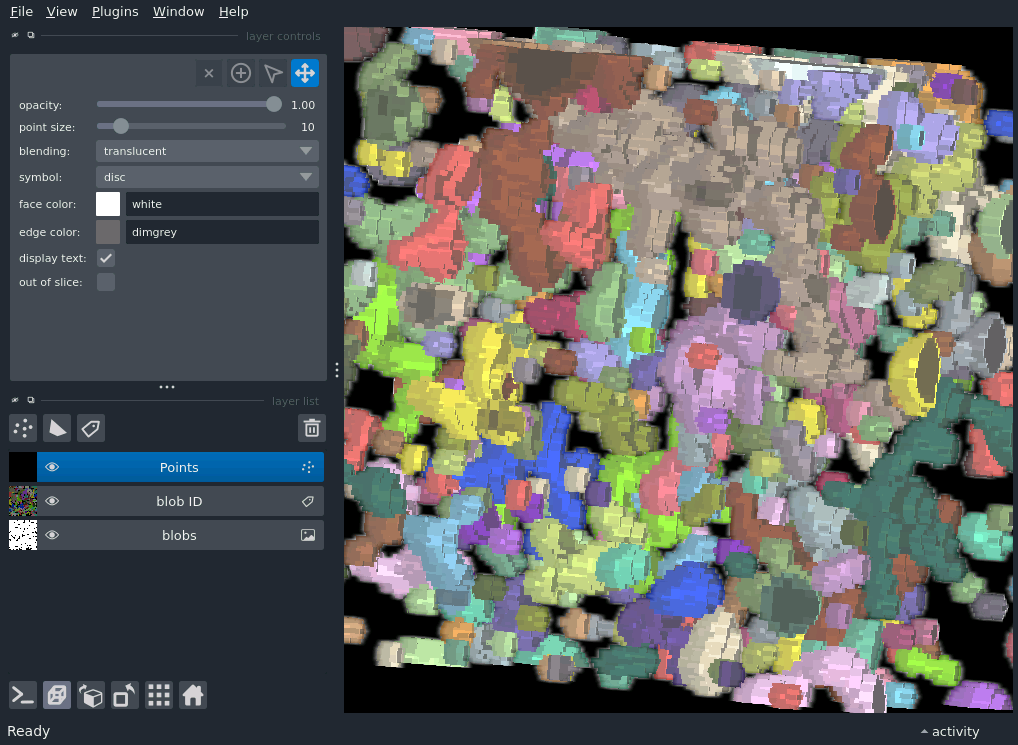 File View Plugins Window Help
layer controls
opacity: 1.00
point size: 10
blending: translucent
symbol: disc
face color: white
edge color: dimgrey
display text:
out of slice:
layer list
Points
blob ID
blobs
Ready activity